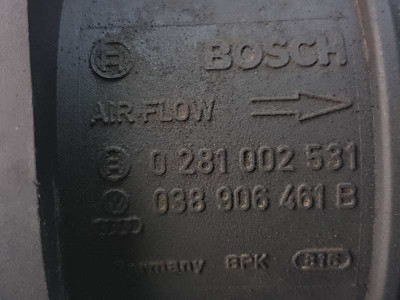 BOSCH
AIR FLOW
0 281 002 531
038 906 461 B
Germany BPK